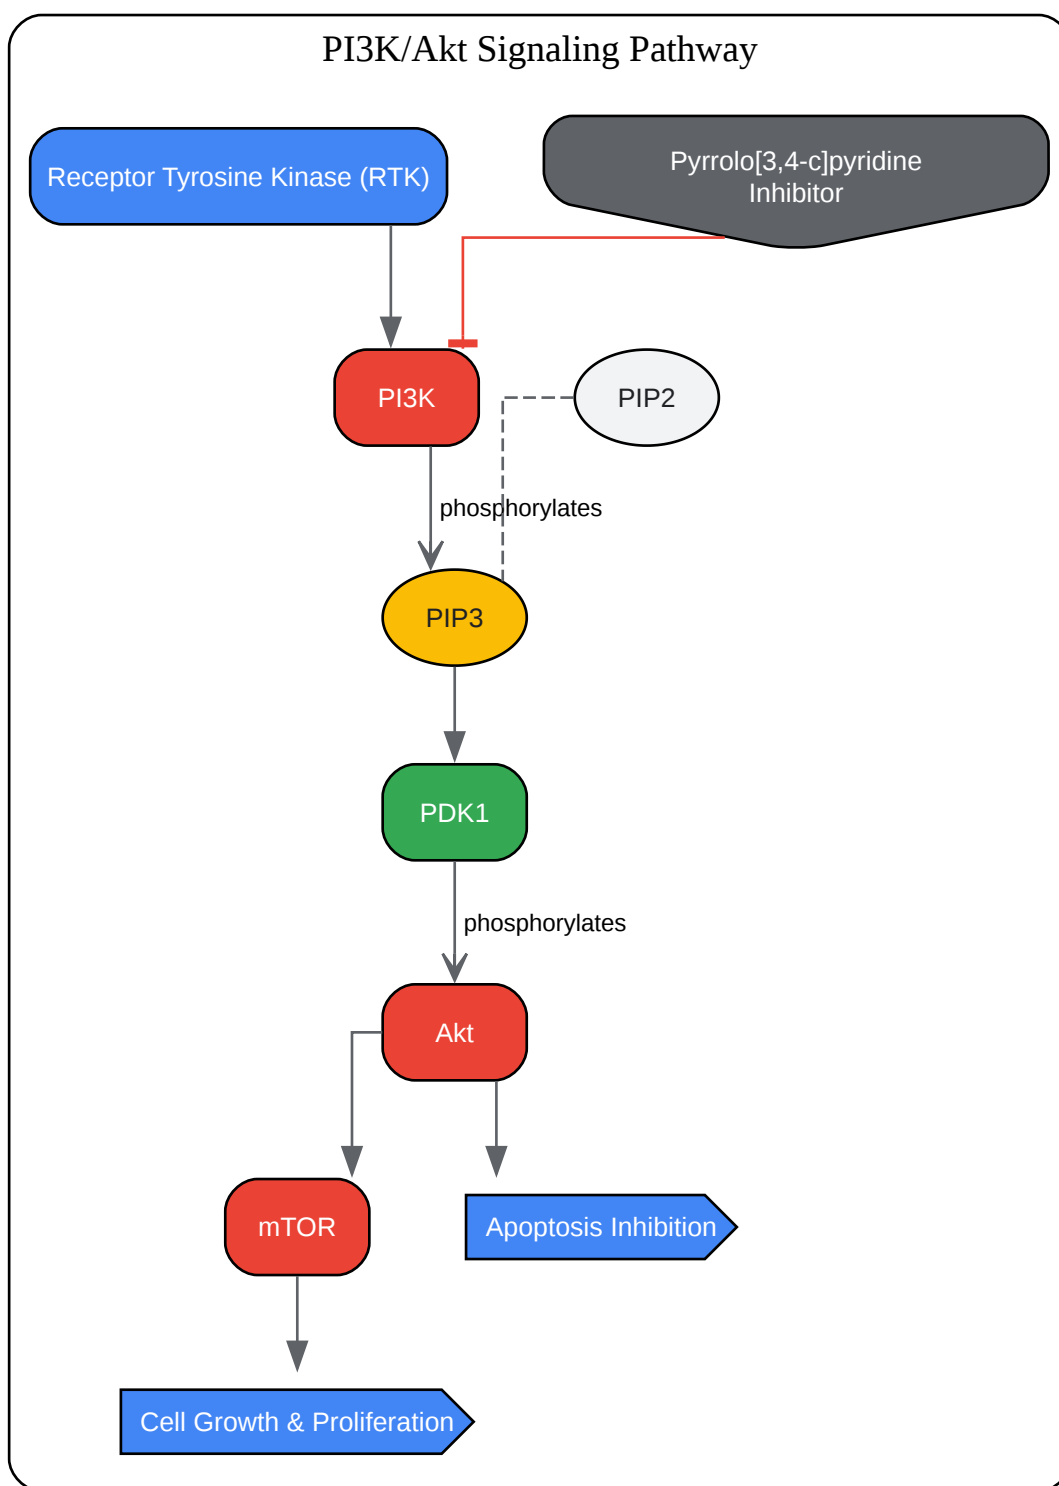 PI3K/Akt Signaling Pathway
Receptor Tyrosine Kinase (RTK)
Pyrrolo[3,4-c]pyridine
Inhibitor
PI3K
PIP2
phosphorylates
PIP3
PDK1
phosphorylates
Akt
mTOR
Apoptosis Inhibition
Cell Growth & Proliferation